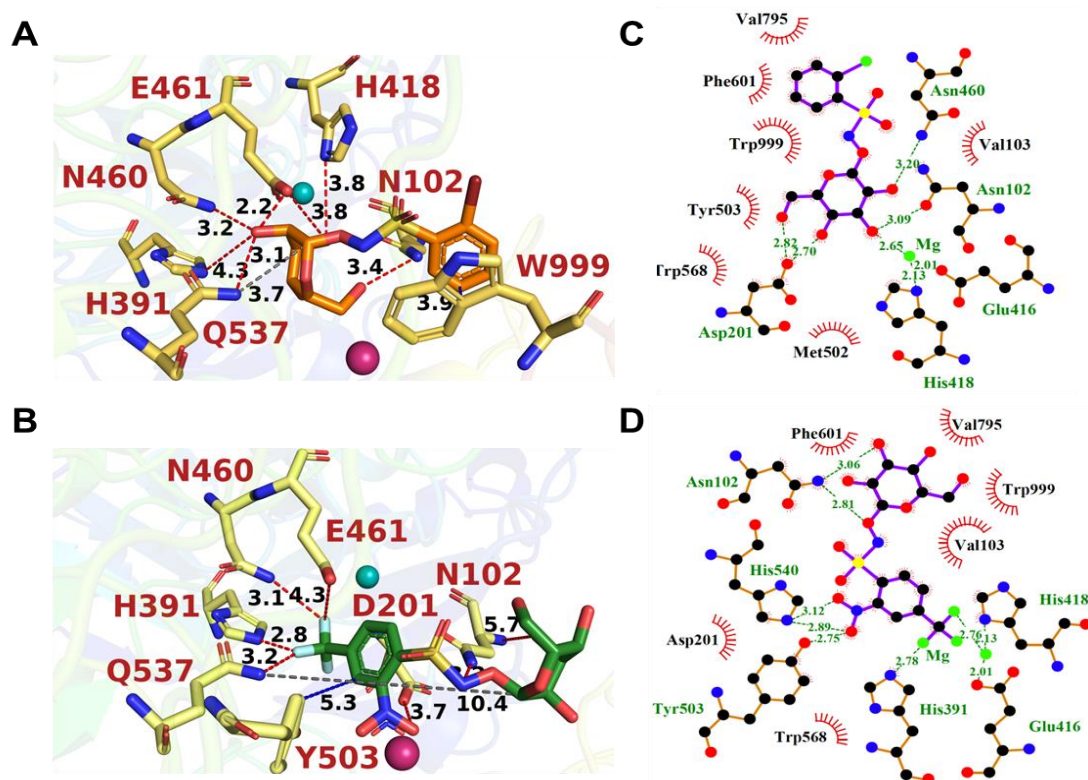 A
E461
H418
N460
N102
2.2
3.8
3.2
3.8
3.1
4.3
3.4
3.7
3.9
H391
Q537
W999
B
N460
E461
N102
3.1
4.3
H391
D201
5.7
2.8
3.2
Q537
5.3
3.7
10.4
Y503
C
Val795
Phe601
Asn460
Trp999
Val103
3.20
Asn102
Tyr503
3.09
2.82
2.70
2.65
Mg
2.01
2.13
Trp568
Glu416
Asp201
Met502
His418
D
Phe601
Val795
Asn102
3.06
Trp999
2.81
Val103
His540
3.12
His418
2.89
2.75
Asp201
2.76
2.13
2.78
Mg
2.01
Tyr503
His391
Trp568
Glu416